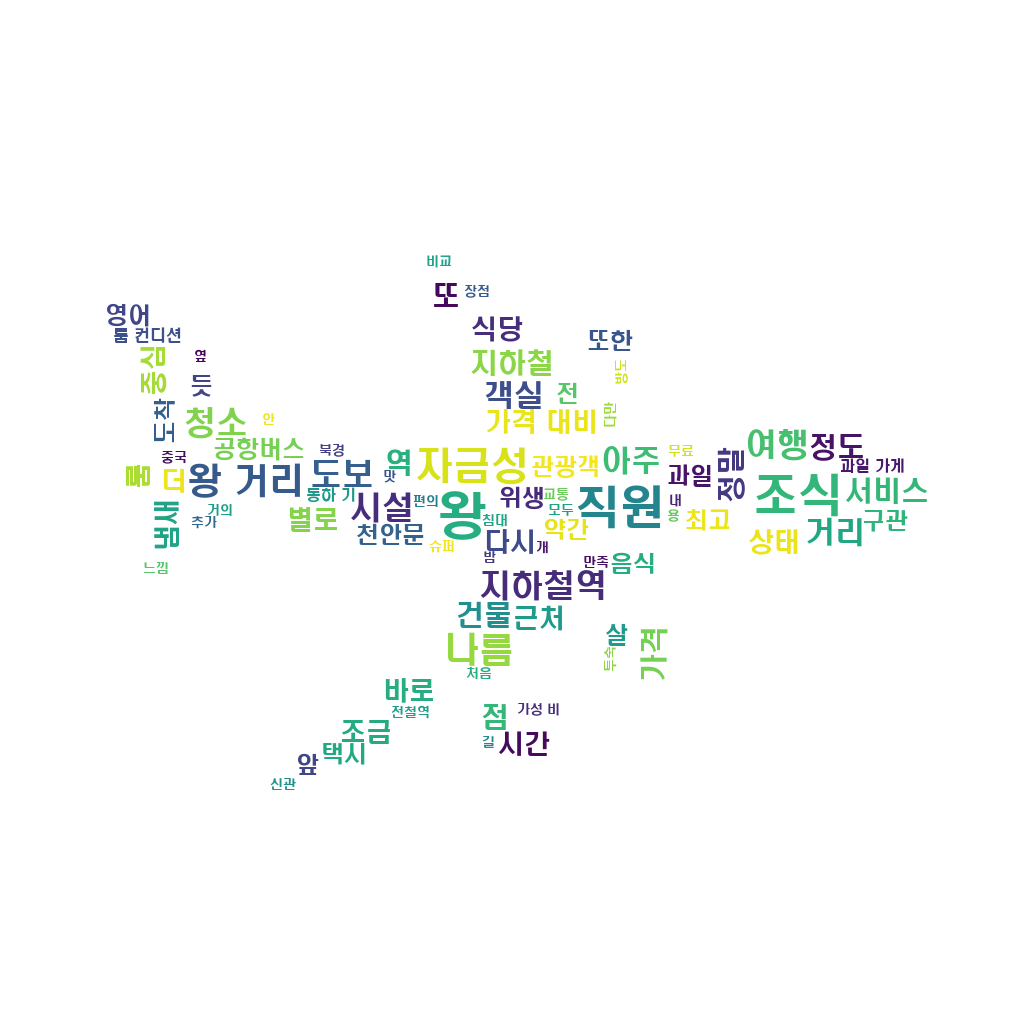 비교
또
장점
영어
식당
룸 컨디션
또한
지하철
옆
중심
방도
듯
객실
전
청소
도착
안
가격 대비
다만
공항버스
북경
중국
여행
정도
아주
무료
자금성
관광객
역
도보
맛
과일
정말
과일 가게
룸
더
왕 거리
동하 기
편의
시설
왕
위생
교통
직원
내
조식
서비스
거의
추가
별로
냄새
천안문
침대
모두
약간
용
최고
거리
구관
상태
슈퍼
다시
개
밤
느낌
만족
음식
지하철역
건물
근처
살
나름
가격
투숙
처음
바로
전철역
점
가성 비
조금
길
시간
택시
앞
신관